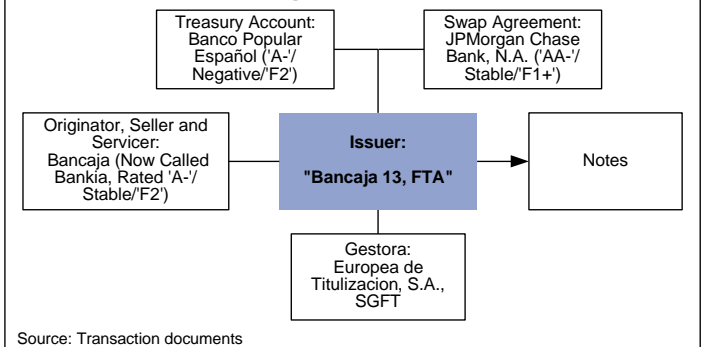 Treasury Account:
Banco Popular
Español ('A-'/
Negative/'F2')
Swap Agreement:
JPMorgan Chase
Bank, N.A. ('AA-'/
Stable/'F1+')
Originator, Seller and
Servicer:
Bancaja (Now Called
Bankia, Rated 'A-'/
Stable/'F2')
Issuer:
"Bancaja 13, FTA"
Notes
Gestora:
Europea de
Titulizacion, S.A.,
SGFT
Source: Transaction documents